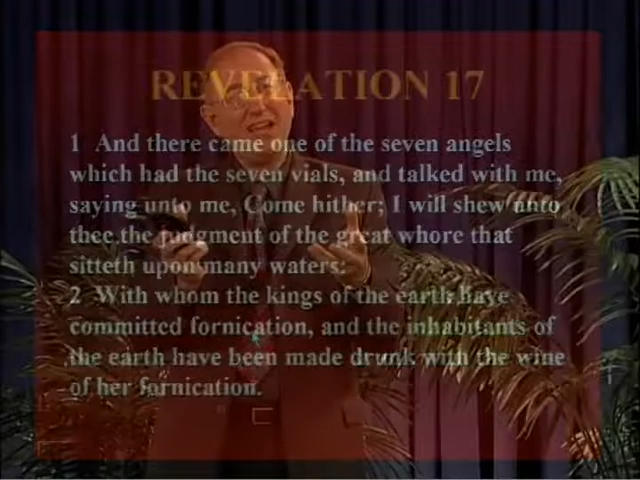 REVELATION 17
1 And there came one of the seven angels
which had the seven vials, and talked with me,
saying unto me, Come hither; I will shew unto
thee the judgment of the great whore that
sitteth upon many waters:
2 With whom the kings of the earth have
committed fornication, and the inhabitants of
the earth have been made drunk with the wine
of her fornication.